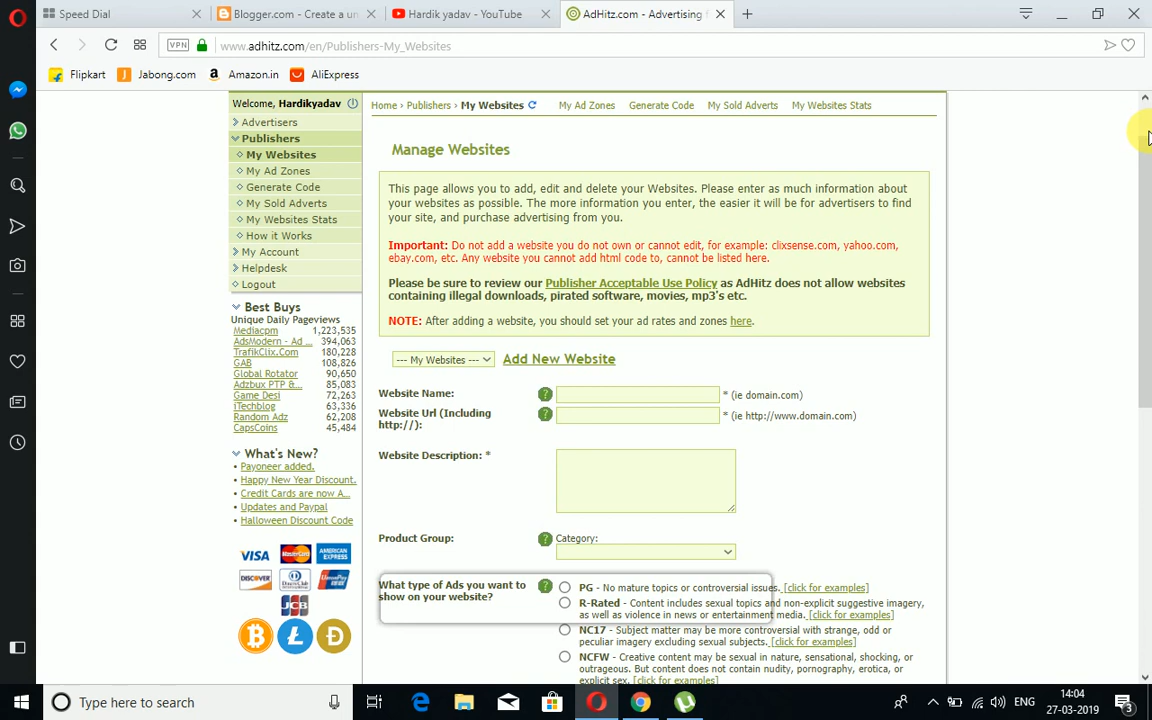 Speed Dial
Blogger.com - Create a un
Hardik yadav - YouTube
AdHitz.com - Advertising f
VPN
www.adhitz.com/en/Publishers-My_Websites
Flipkart
Jabong.com
Amazon.in
AliExpress
Welcome, Hardikyadav
Advertisers
Publishers
My Websites
My Ad Zones
Generate Code
My Sold Adverts
My Websites Stats
How it Works
My Account
Helpdesk
Logout
Best Buys
Unique Daily Pageviews
Mediacpm 1,223,535
AdsModern - Ad ... 394,063
TrafikClix.Com 180,228
GAB 108,826
Global Rotator 90,650
Adzbux PTP &... 85,083
Game Desi 72,263
iTechblog 63,336
Random Adz 62,208
CapsCoins 45,484
What's New?
• Payoneer added.
• Happy New Year Discount.
• Credit Cards are now A...
• Updates and Paypal
• Halloween Discount Code
VISA MasterCard AMERICAN EXPRESS
DISCOVER Diners Club
JCB
Home › Publishers › My Websites
My Ad Zones
Generate Code
My Sold Adverts
My Websites Stats
Manage Websites
This page allows you to add, edit and delete your Websites. Please enter as much information about
your websites as possible. The more information you enter, the easier it will be for advertisers to find
your site, and purchase advertising from you.
Important: Do not add a website you do not own or cannot edit, for example: clixsense.com, yahoo.com,
ebay.com, etc. Any website you cannot add html code to, cannot be listed here.
Please be sure to review our Publisher Acceptable Use Policy as AdHitz does not allow websites
containing illegal downloads, pirated software, movies, mp3's etc.
NOTE: After adding a website, you should set your ad rates and zones here.
--- My Websites ---
Add New Website
Website Name: ? * (ie domain.com)
Website Url (Including
http://): ? * (ie http://www.domain.com)
Website Description: *
Product Group: ? Category:
What type of Ads you want to
show on your website? ?
PG - No mature topics or controversial issues. [click for examples]
R-Rated - Content includes sexual topics and non-explicit suggestive imagery,
as well as violence in news or entertainment media. [click for examples]
NC17 - Subject matter may be more controversial with strange, odd or
peculiar imagery excluding sexual subjects. [click for examples]
NCFW - Creative content may be sexual in nature, sensational, shocking, or
outrageous. But content does not contain nudity, pornography, erotica, or
explicit sex. [click for examples]
Type here to search
ENG
14:04
27-03-2019
3